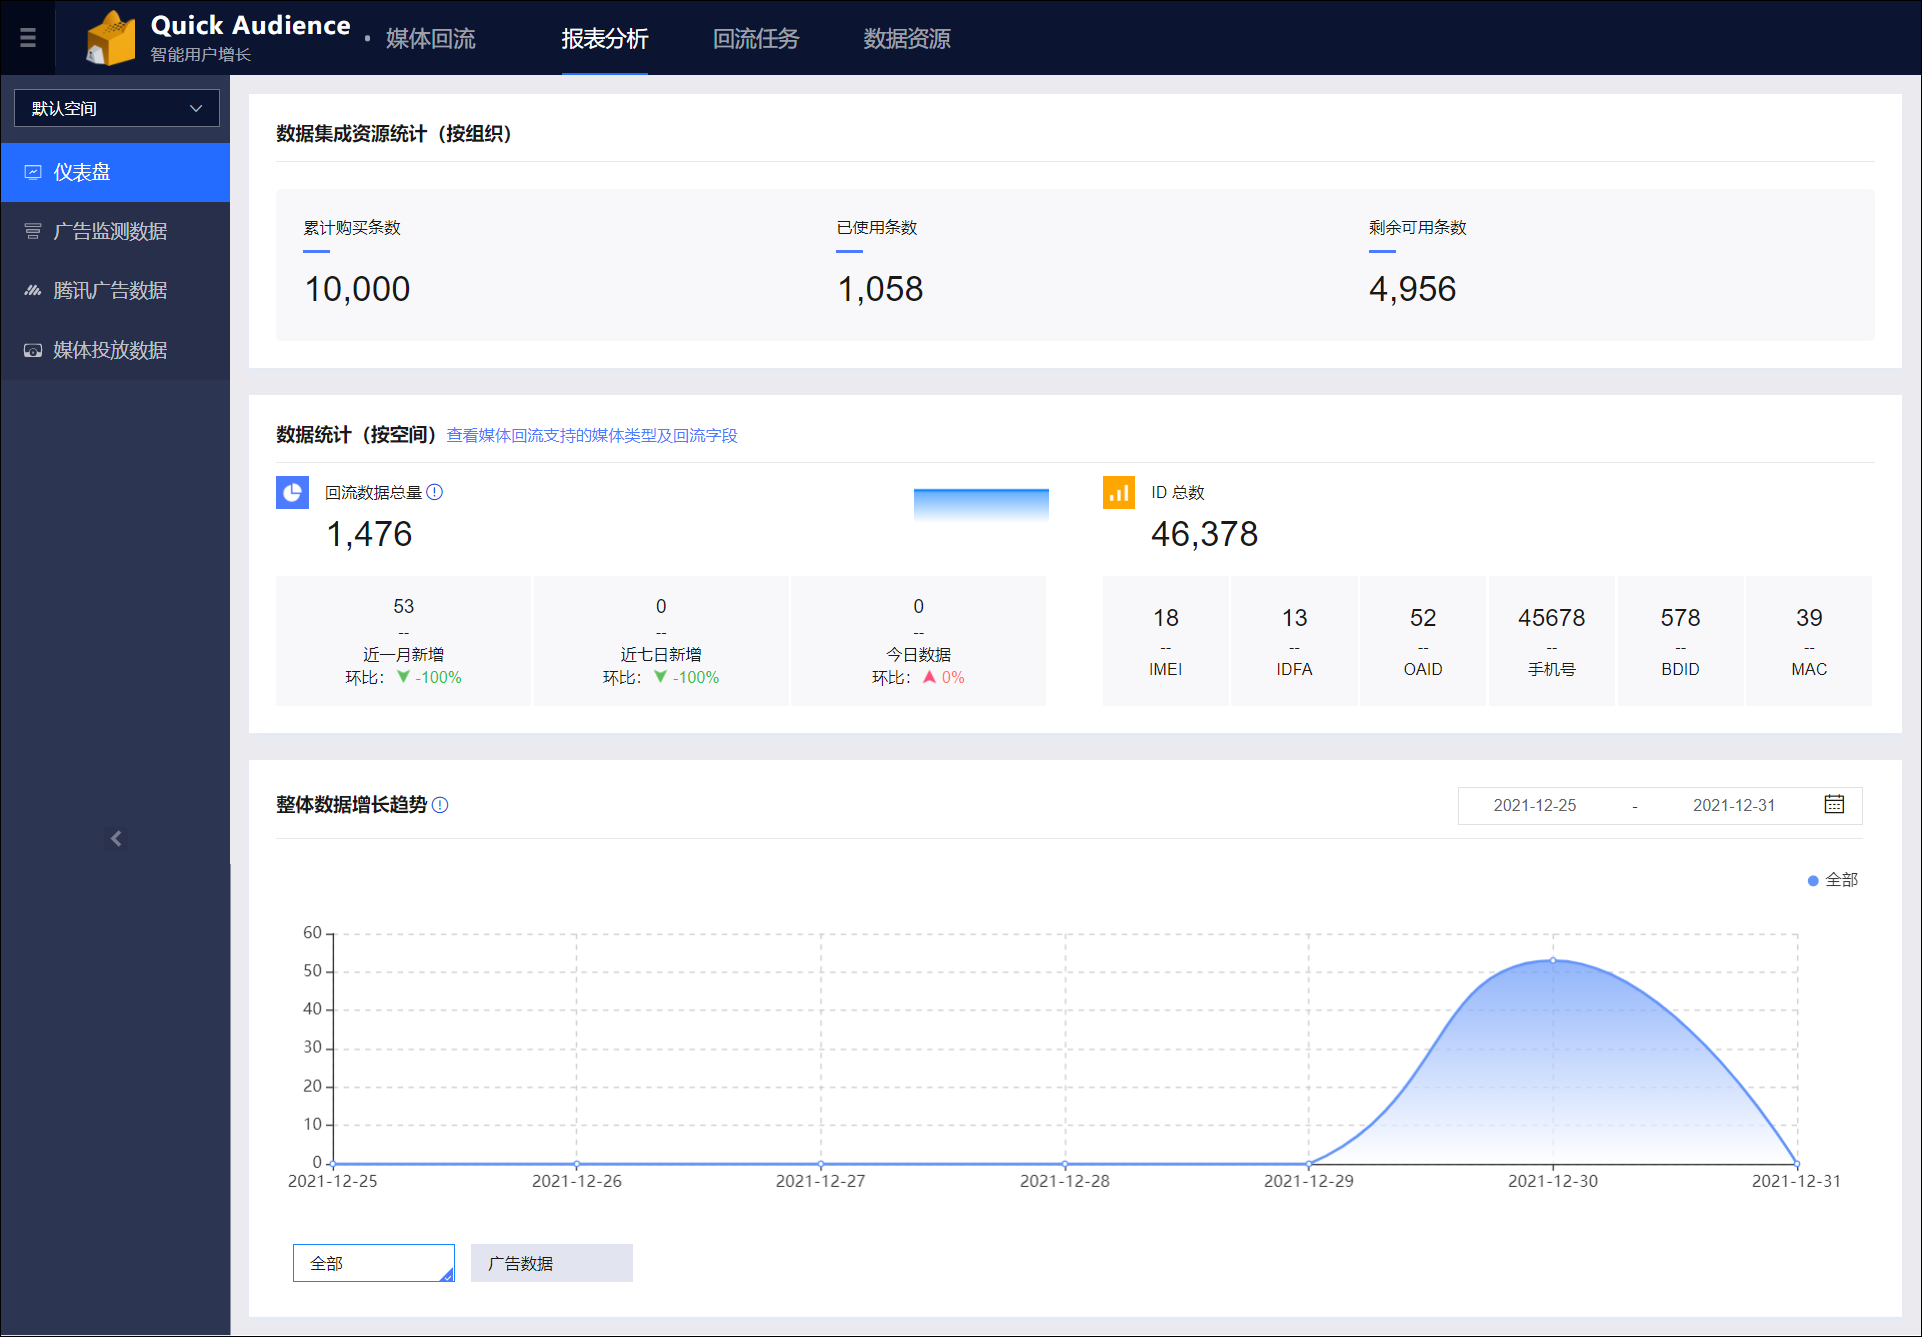 Quick Audience
智能用户增长
· 媒体回流
报表分析
回流任务
数据资源
默认空间
仪表盘
广告监测数据
腾讯广告数据
媒体投放数据
数据集成资源统计（按组织）
累计购买条数
10,000
已使用条数
1,058
剩余可用条数
4,956
数据统计（按空间） 查看媒体回流支持的媒体类型及回流字段
回流数据总量
1,476
53
--
近一月新增
环比： -100%
0
--
近七日新增
环比： -100%
0
--
今日数据
环比： 0%
ID 总数
46,378
18
--
IMEI
13
--
IDFA
52
--
OAID
45678
--
手机号
578
--
BDID
39
--
MAC
整体数据增长趋势
2021-12-25 - 2021-12-31
全部
60
50
40
30
20
10
0
2021-12-25
2021-12-26
2021-12-27
2021-12-28
2021-12-29
2021-12-30
2021-12-31
全部
广告数据